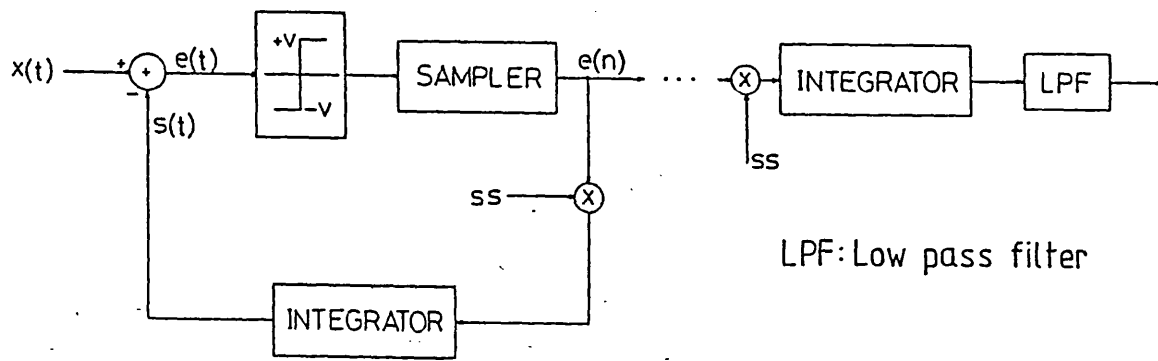 x(t)
+
+
−
e(t)
s(t)
+V
−V
SAMPLER
e(n)
...
x
ss
INTEGRATOR
LPF
ss
x
INTEGRATOR
LPF: Low pass filter